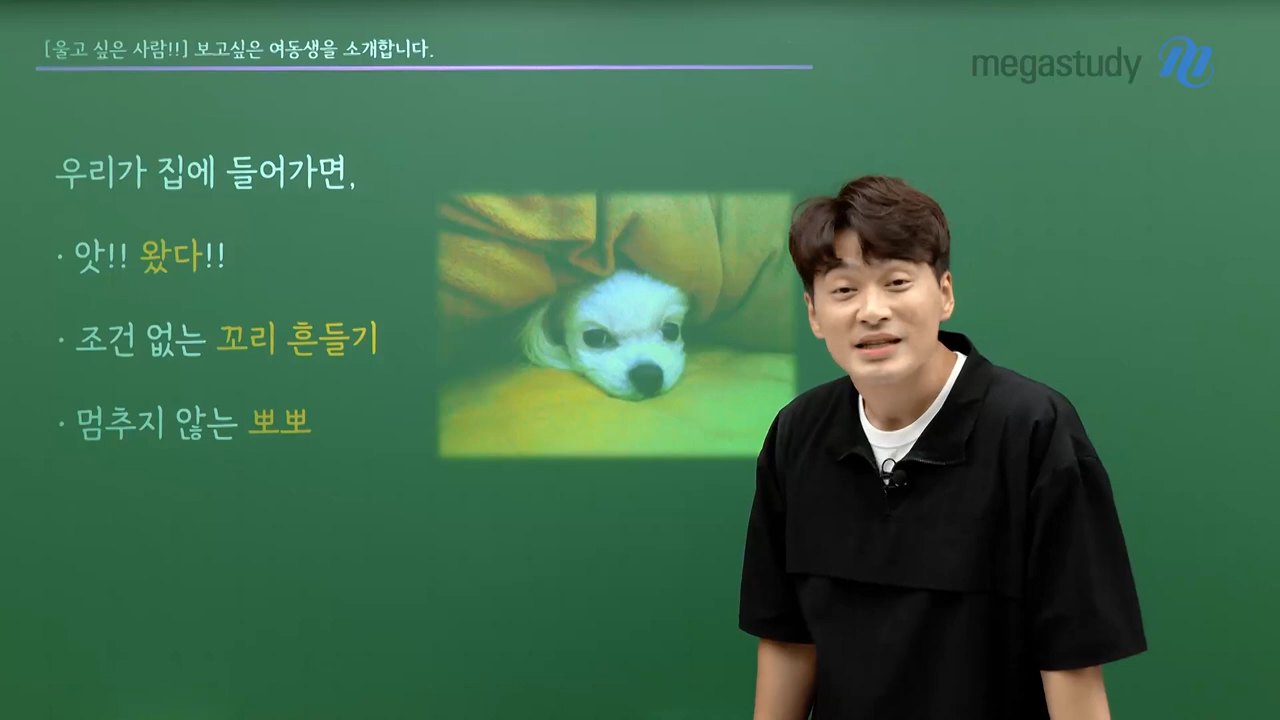 [울고 싶은 사람!!] 보고싶은 여동생을 소개합니다.
megastudy
우리가 집에 들어가면,
· 앗!! 왔다!!
· 조건 없는 꼬리 흔들기
· 멈추지 않는 뽀뽀